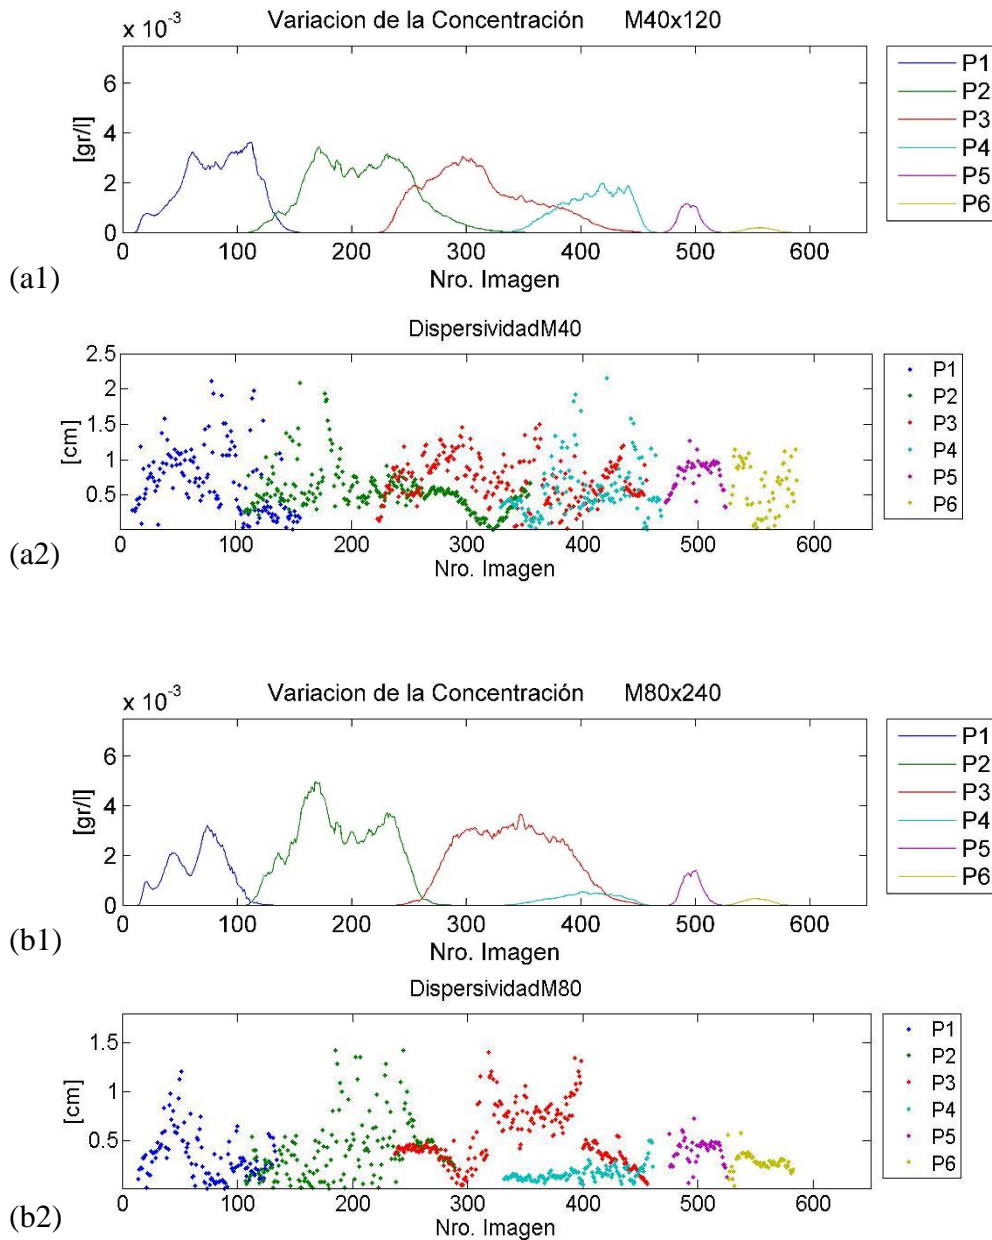 Variacion de la Concentración M40x120
x 10-3
6
4
2
0
[gr/l]
0 100 200 300 400 500 600
Nro. Imagen
P1
P2
P3
P4
P5
P6
(a1)
DispersividadM40
2.5
2
1.5
1
0.5
[cm]
0 100 200 300 400 500 600
Nro. Imagen
P1
P2
P3
P4
P5
P6
(a2)
Variacion de la Concentración M80x240
x 10-3
6
4
2
0
[gr/l]
0 100 200 300 400 500 600
Nro. Imagen
P1
P2
P3
P4
P5
P6
(b1)
DispersividadM80
1.5
1
0.5
[cm]
0 100 200 300 400 500 600
Nro. Imagen
P1
P2
P3
P4
P5
P6
(b2)